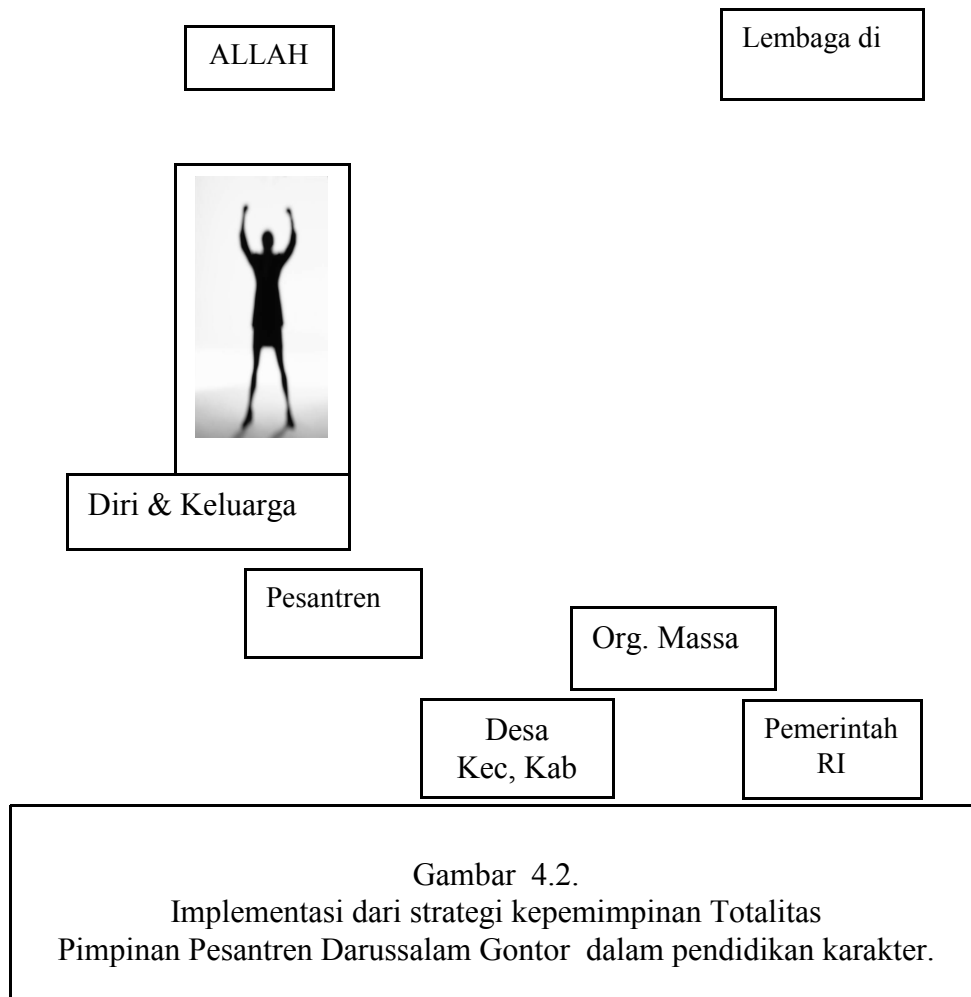 ALLAH
Lembaga di
Diri & Keluarga
Pesantren
Org. Massa
Desa
Kec, Kab
Pemerintah
RI
Gambar 4.2.
Implementasi dari strategi kepemimpinan Totalitas
Pimpinan Pesantren Darussalam Gontor dalam pendidikan karakter.